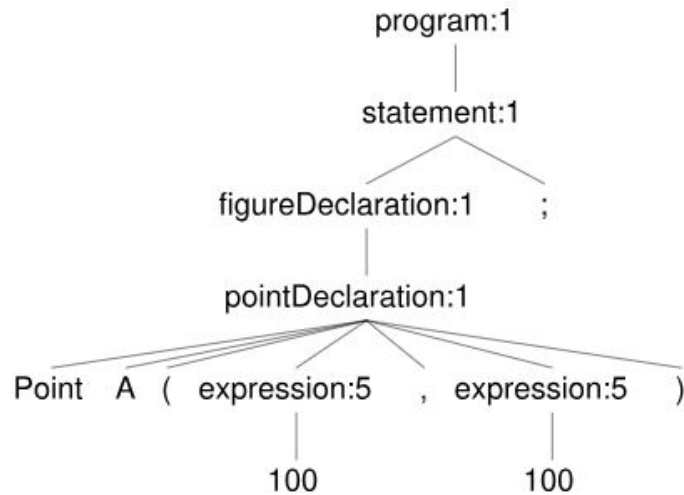 program:1
statement:1
figureDeclaration:1 ;
pointDeclaration:1
Point A ( expression:5 , expression:5 )
100 100